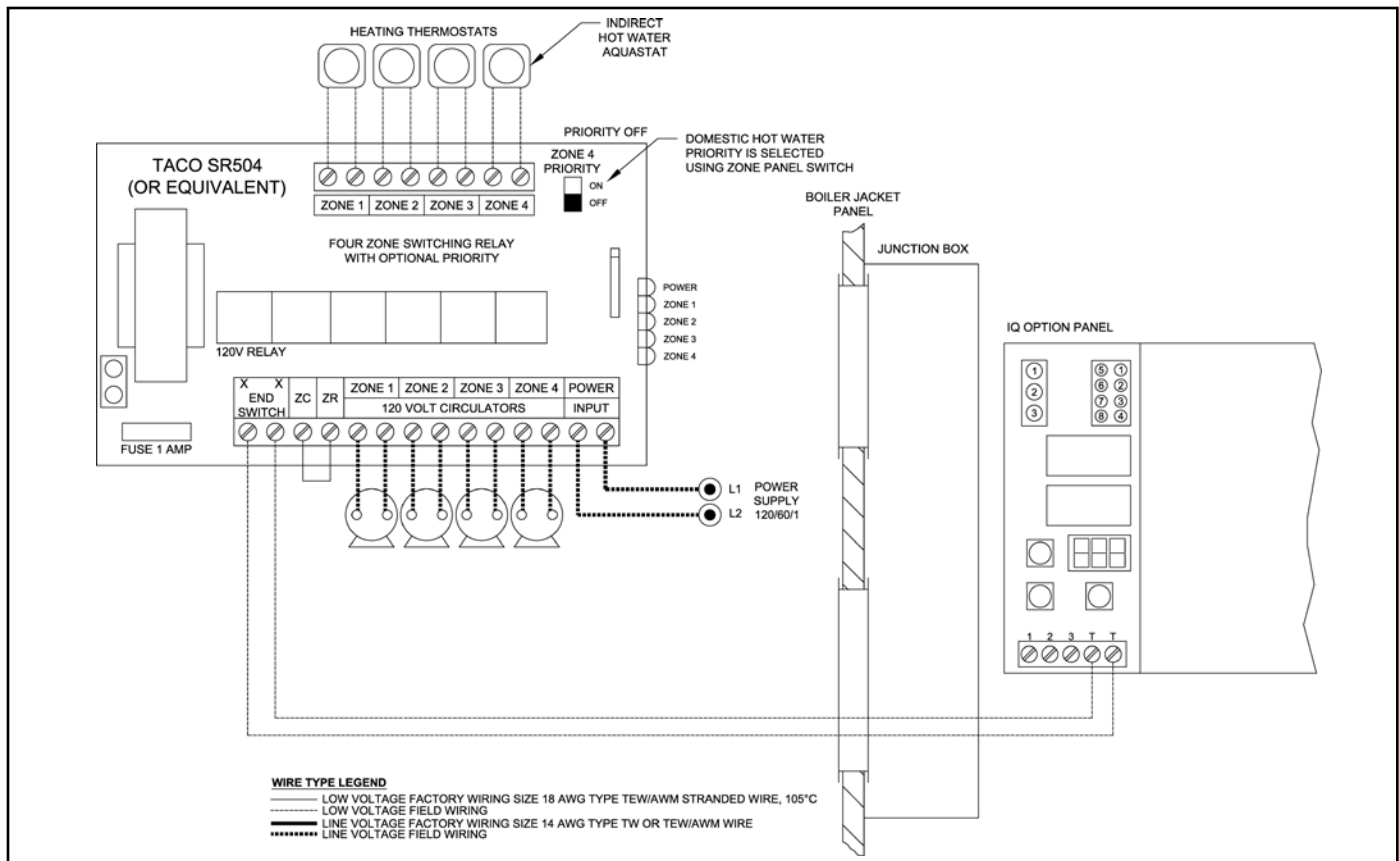 HEATING THERMOSTATS
INDIRECT
HOT WATER
AQUASTAT
TACO SR504
(OR EQUIVALENT)
PRIORITY OFF
ZONE 4
PRIORITY
ON
OFF
DOMESTIC HOT WATER
PRIORITY IS SELECTED
USING ZONE PANEL SWITCH
ZONE 1 ZONE 2 ZONE 3 ZONE 4
FOUR ZONE SWITCHING RELAY
WITH OPTIONAL PRIORITY
POWER
ZONE 1
ZONE 2
ZONE 3
ZONE 4
120V RELAY
X X
END
SWITCH
ZC ZR
ZONE 1 ZONE 2 ZONE 3 ZONE 4 POWER
120 VOLT CIRCULATORS INPUT
FUSE 1 AMP
L1
L2
POWER
SUPPLY
120/60/1
BOILER JACKET
PANEL
JUNCTION BOX
IQ OPTION PANEL
1
2
3
5 1
6 2
7 3
8 4
1 2 3 T T
WIRE TYPE LEGEND
LOW VOLTAGE FACTORY WIRING SIZE 18 AWG TYPE TEW/AWM STRANDED WIRE, 105°C
LOW VOLTAGE FIELD WIRING
LINE VOLTAGE FACTORY WIRING SIZE 14 AWG TYPE TW OR TEW/AWM WIRE
LINE VOLTAGE FIELD WIRING